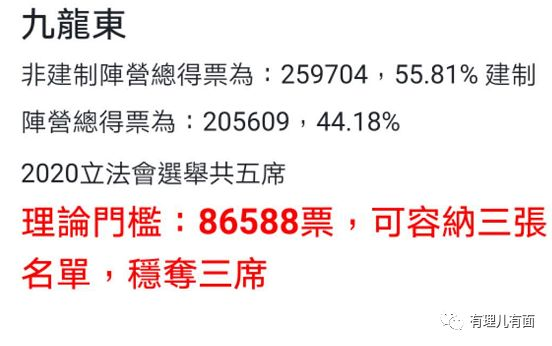 九龍東
非建制陣營總得票為：259704，55.81% 建制
陣營總得票為：205609，44.18%
2020立法會選舉共五席
理論門檻：86588票，可容納三張
名單，穩奪三席
有理儿有面